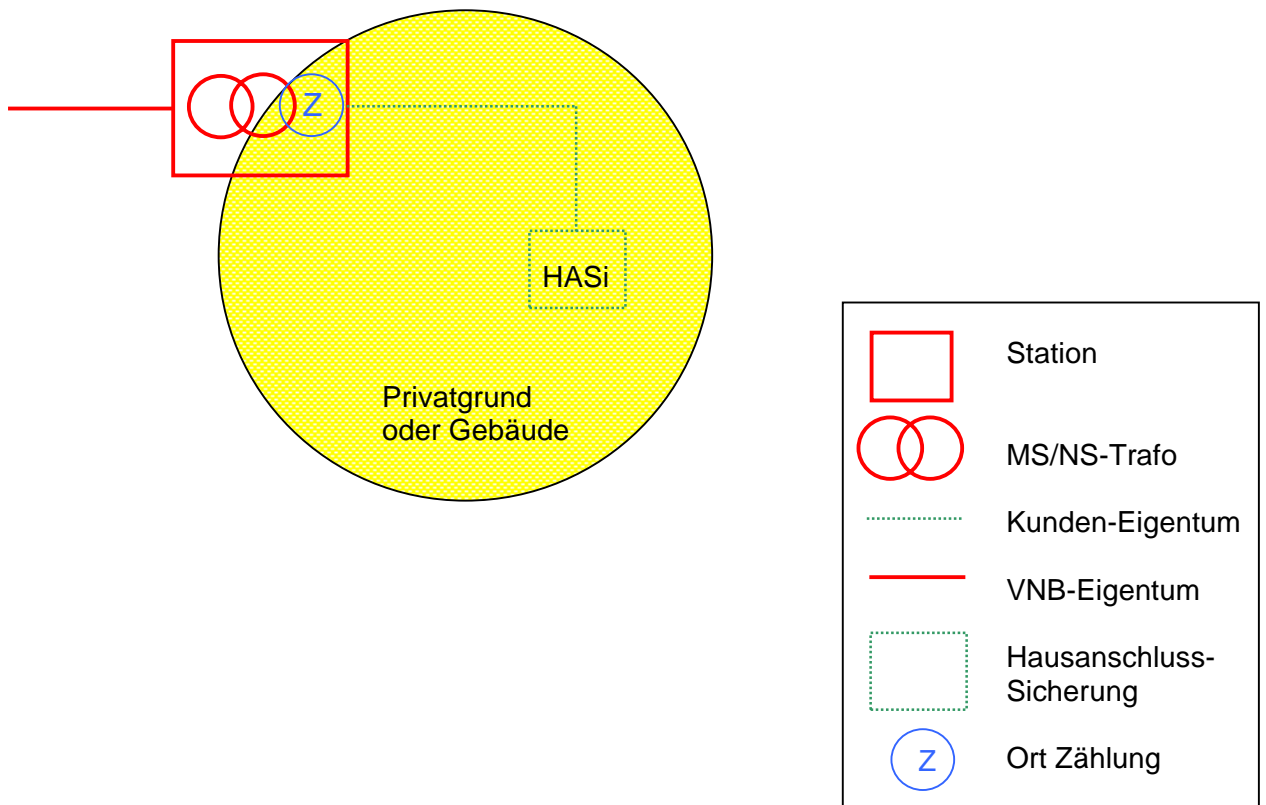 Z
HASi
Privatgrund
oder Gebäude
Station
MS/NS-Trafo
Kunden-Eigentum
VNB-Eigentum
Hausanschluss-
Sicherung
Z
Ort Zählung